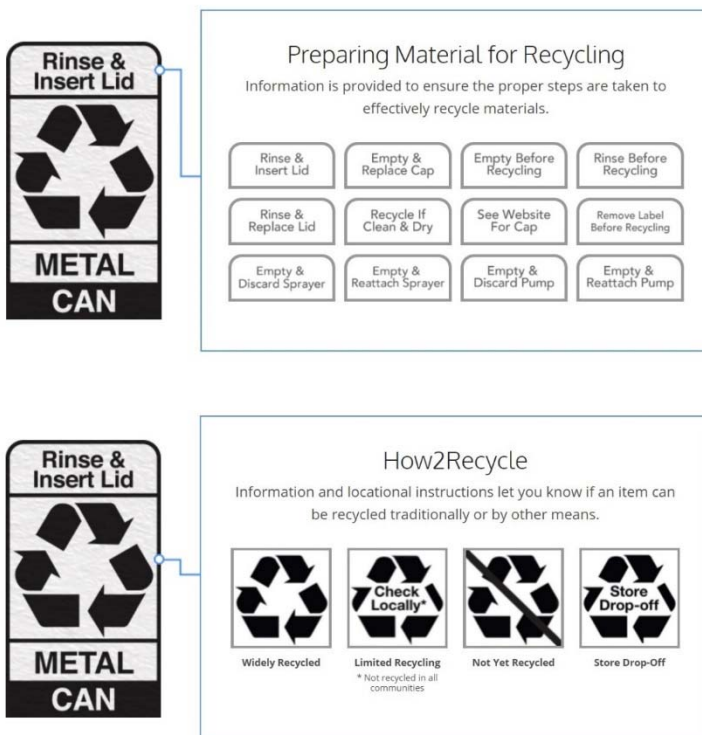 Rinse &
Insert Lid
METAL
CAN
Preparing Material for Recycling
Information is provided to ensure the proper steps are taken to
effectively recycle materials.
Rinse &
Insert Lid
Empty &
Replace Cap
Empty Before
Recycling
Rinse Before
Recycling
Rinse &
Replace Lid
Recycle If
Clean & Dry
See Website
For Cap
Remove Label
Before Recycling
Empty &
Discard Sprayer
Empty &
Reattach Sprayer
Empty &
Discard Pump
Empty &
Reattach Pump
Rinse &
Insert Lid
METAL
CAN
How2Recycle
Information and locational instructions let you know if an item can
be recycled traditionally or by other means.
Check
Locally*
Store
Drop-off
Widely Recycled
Limited Recycling
* Not recycled in all
communities
Not Yet Recycled
Store Drop-Off